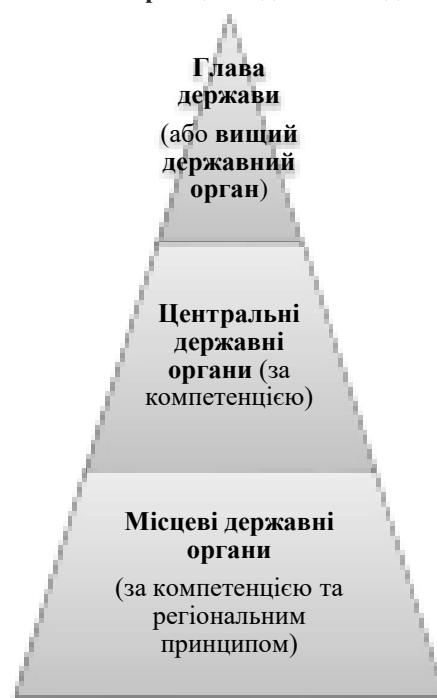 Глава
держави
(або вищий
державний
орган)
Центральні
державні
органи (за
компетенцією)
Місцеві державні
органи
(за компетенцією та
регіональним
принципом)